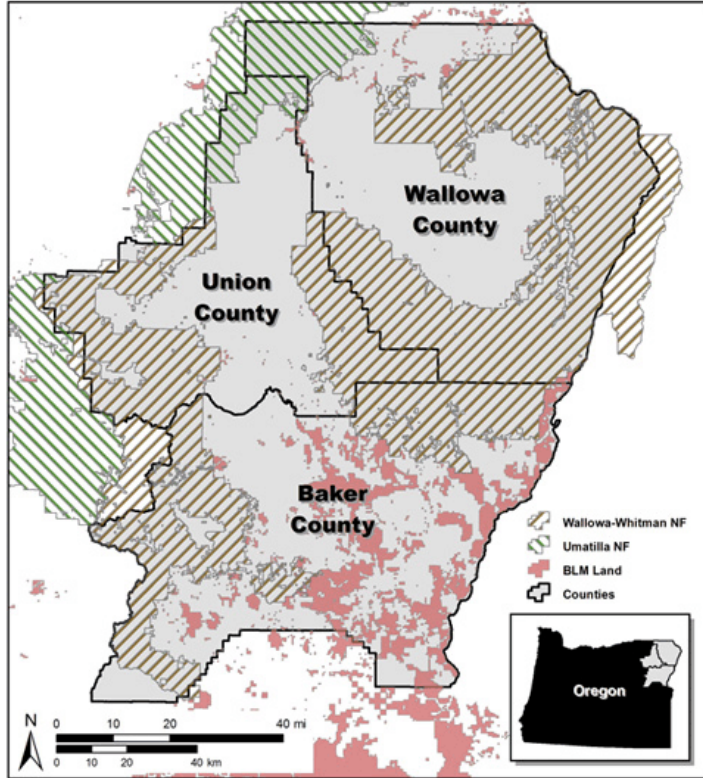 Wallowa
County
Union
County
Baker
County
Wallowa-Whitman NF
Umatilla NF
BLM Land
Counties
Oregon
N
0 10 20 40 mi
0 10 20 40 km